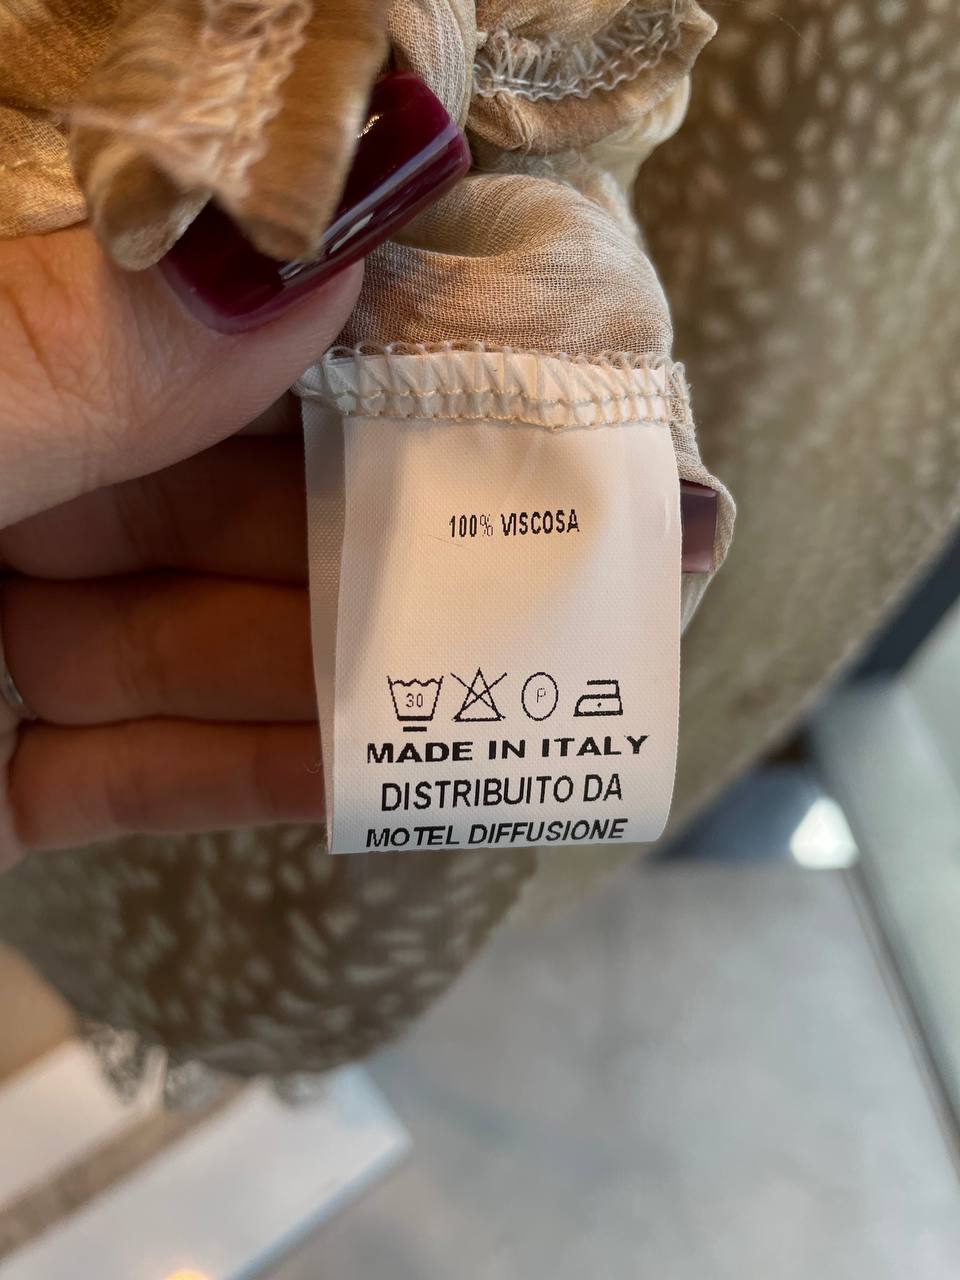 100% VISCOSA
30 P
MADE IN ITALY
DISTRIBUITO DA
MOTEL DIFFUSIONE